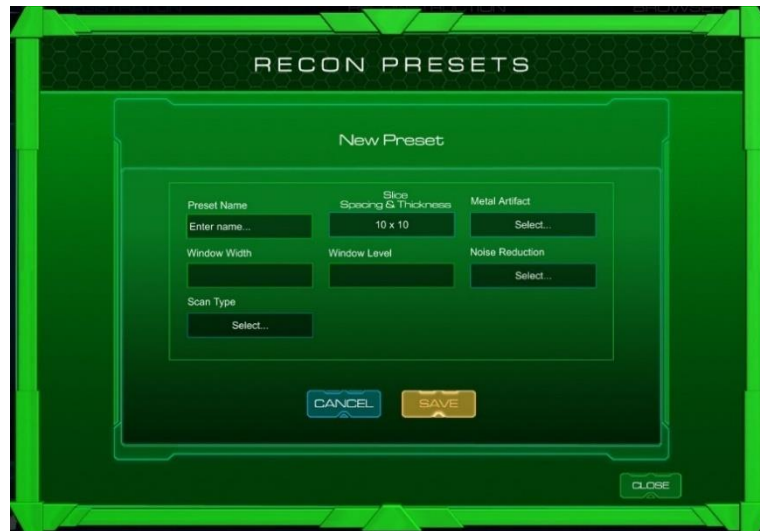 RECON PRESETS
New Preset
Preset Name
Slice
Spacing & Thickness
Metal Artifact
Enter name...
10 x 10
Select...
Window Width
Window Level
Noise Reduction
Select...
Scan Type
Select...
CANCEL
SAVE
CLOSE